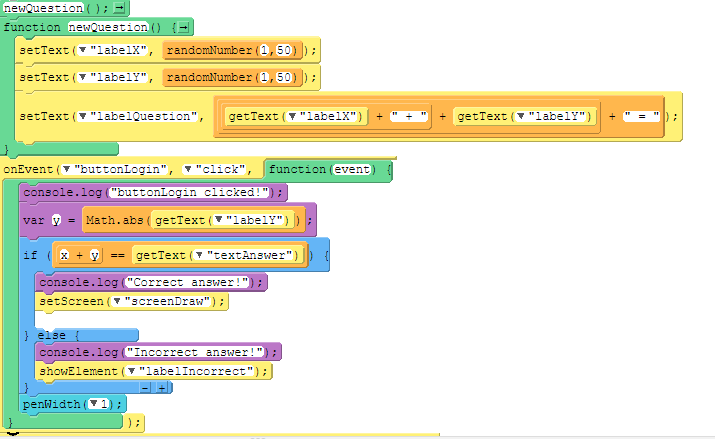 newQuestion();
function newQuestion() {
setText("labelX", randomNumber(1,50));
setText("labelY", randomNumber(1,50));
setText("labelQuestion", getText("labelX") + " + " + getText("labelY") + " = ");
}
onEvent("buttonLogin", "click", function(event) {
console.log("buttonLogin clicked!");
var y = Math.abs(getText("labelY"));
if (x + y == getText("textAnswer")) {
console.log("Correct answer!");
setScreen("screenDraw");
} else {
console.log("Incorrect answer!");
showElement("labelIncorrect");
} - +
penWidth(1);
} );